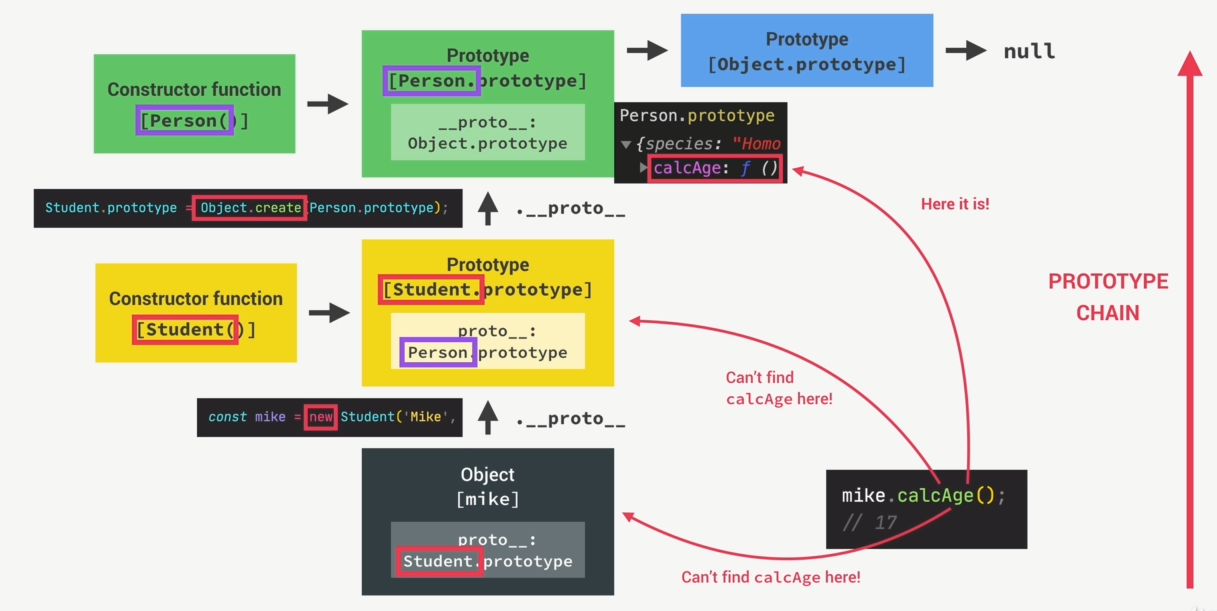 Prototype
[Person.prototype]
__proto__:
Object.prototype
Prototype
[Object.prototype]
null
Constructor function
[Person()]
Person.prototype
▼{species: "Homo
▶calcAge: ƒ ()
Here it is!
Student.prototype = Object.create(Person.prototype);
.__proto__
Prototype
[Student.prototype]
proto__:
Person.prototype
Constructor function
[Student()]
PROTOTYPE
CHAIN
Can't find
calcAge here!
const mike = new Student('Mike',
.__proto__
Object
[mike]
proto__:
Student.prototype
mike.calcAge();
// 17
Can't find calcAge here!